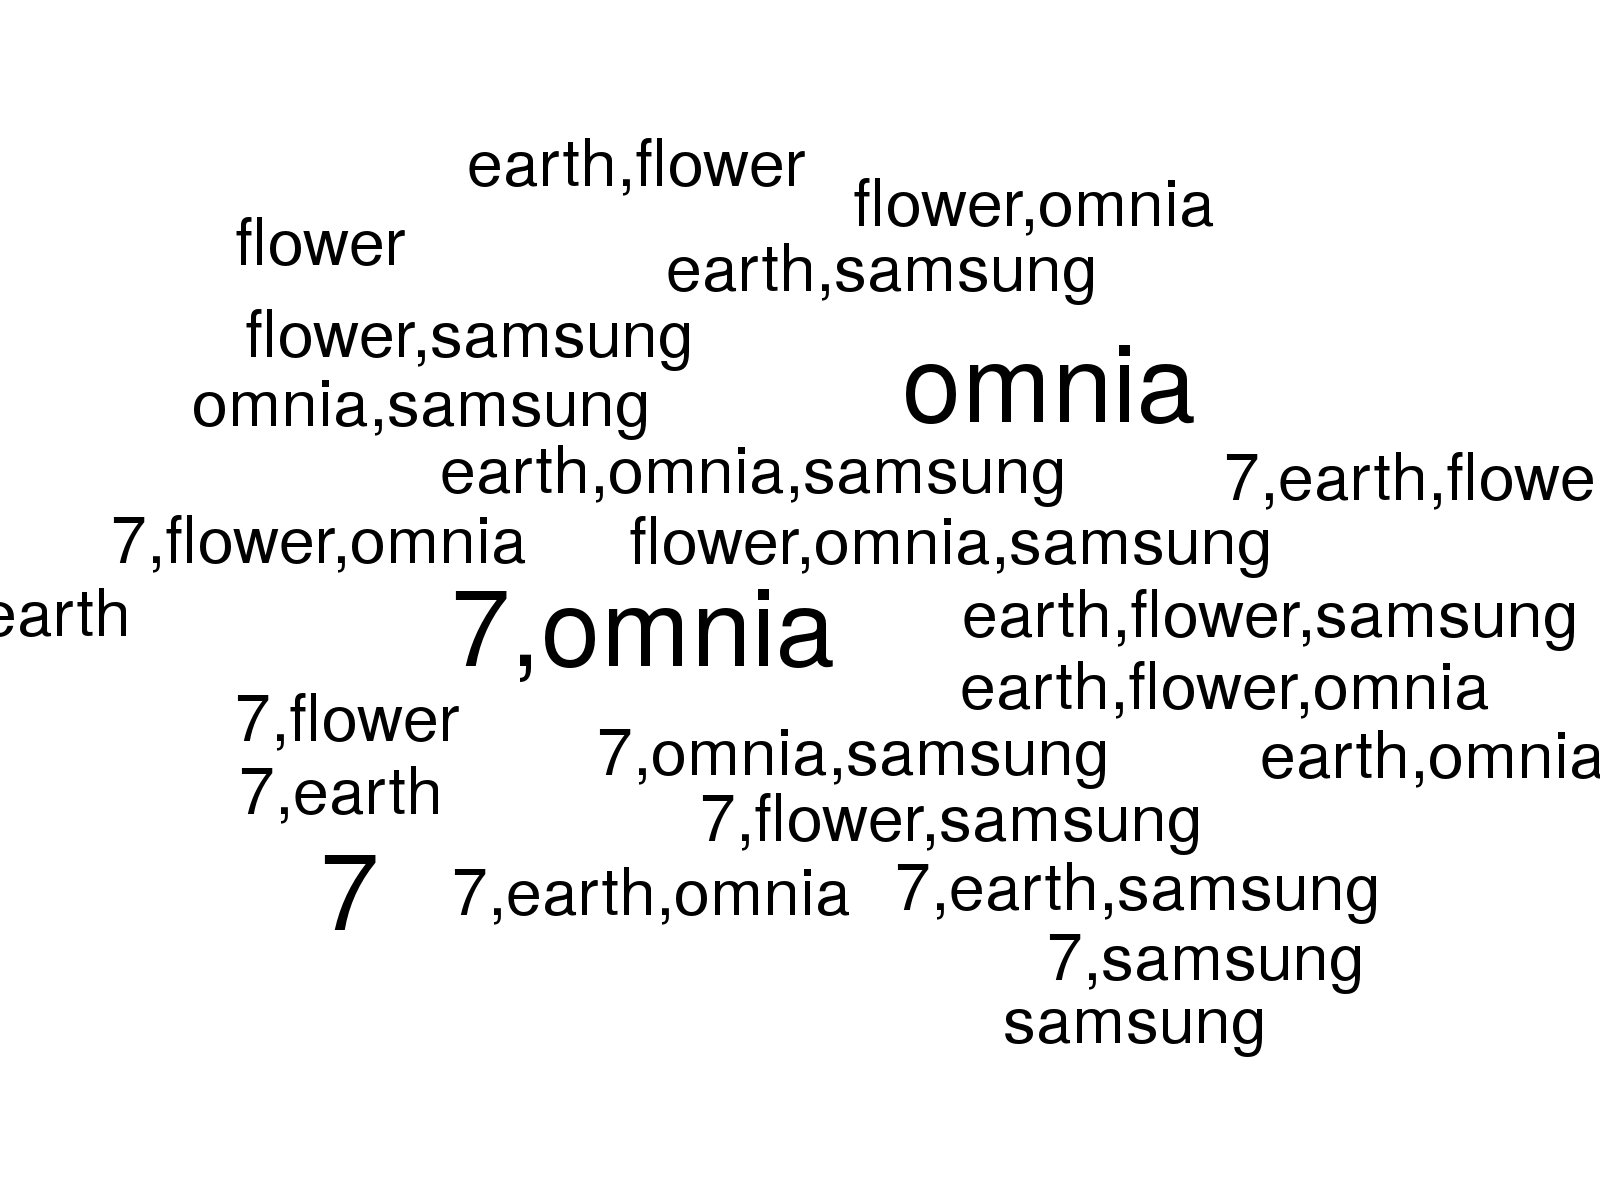 earth,flower
flower,omnia
flower
earth,samsung
flower,samsung
omnia
omnia,samsung
earth,omnia,samsung
7,earth,flowe
7,flower,omnia
flower,omnia,samsung
earth
7,omnia
earth,flower,samsung
earth,flower,omnia
7,flower
7,omnia,samsung
earth,omnia
7,earth
7,flower,samsung
7
7,earth,omnia
7,earth,samsung
7,samsung
samsung